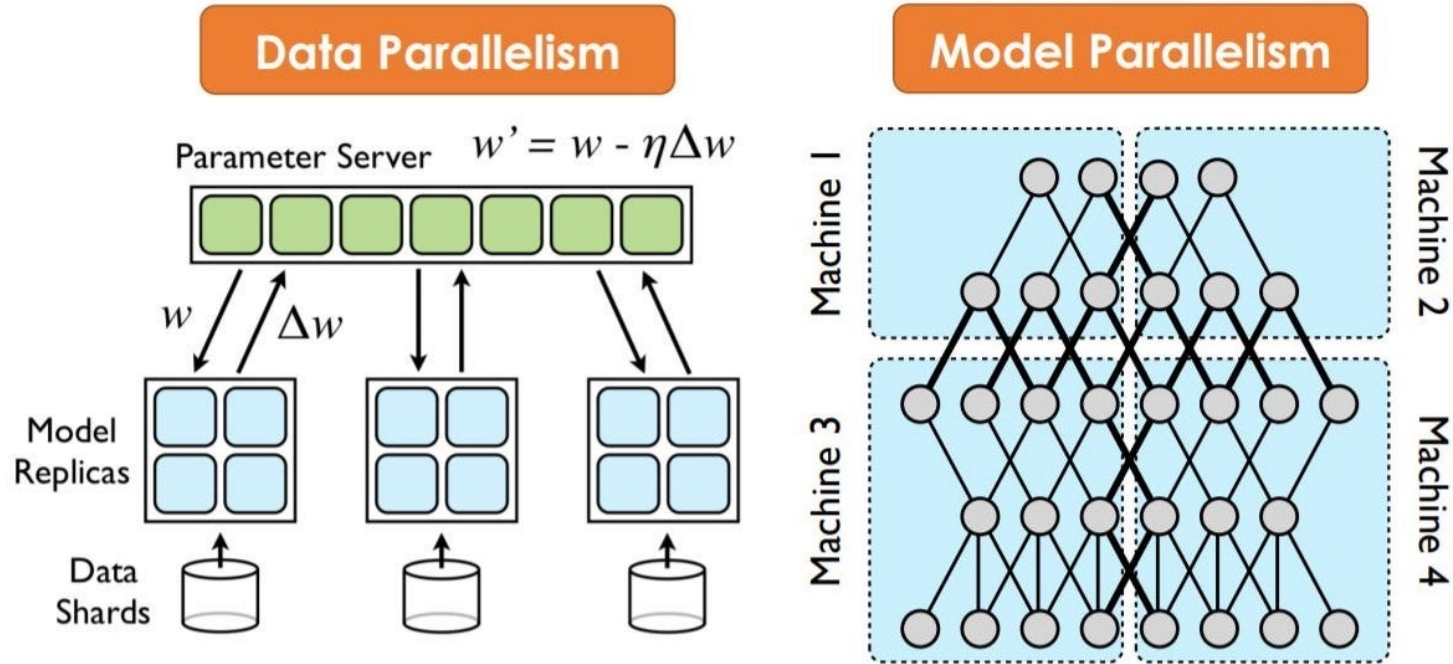 Data Parallelism
Parameter Server
w' = w - ηΔw
w
Δw
Model
Replicas
Data
Shards
Model Parallelism
Machine 1
Machine 2
Machine 3
Machine 4